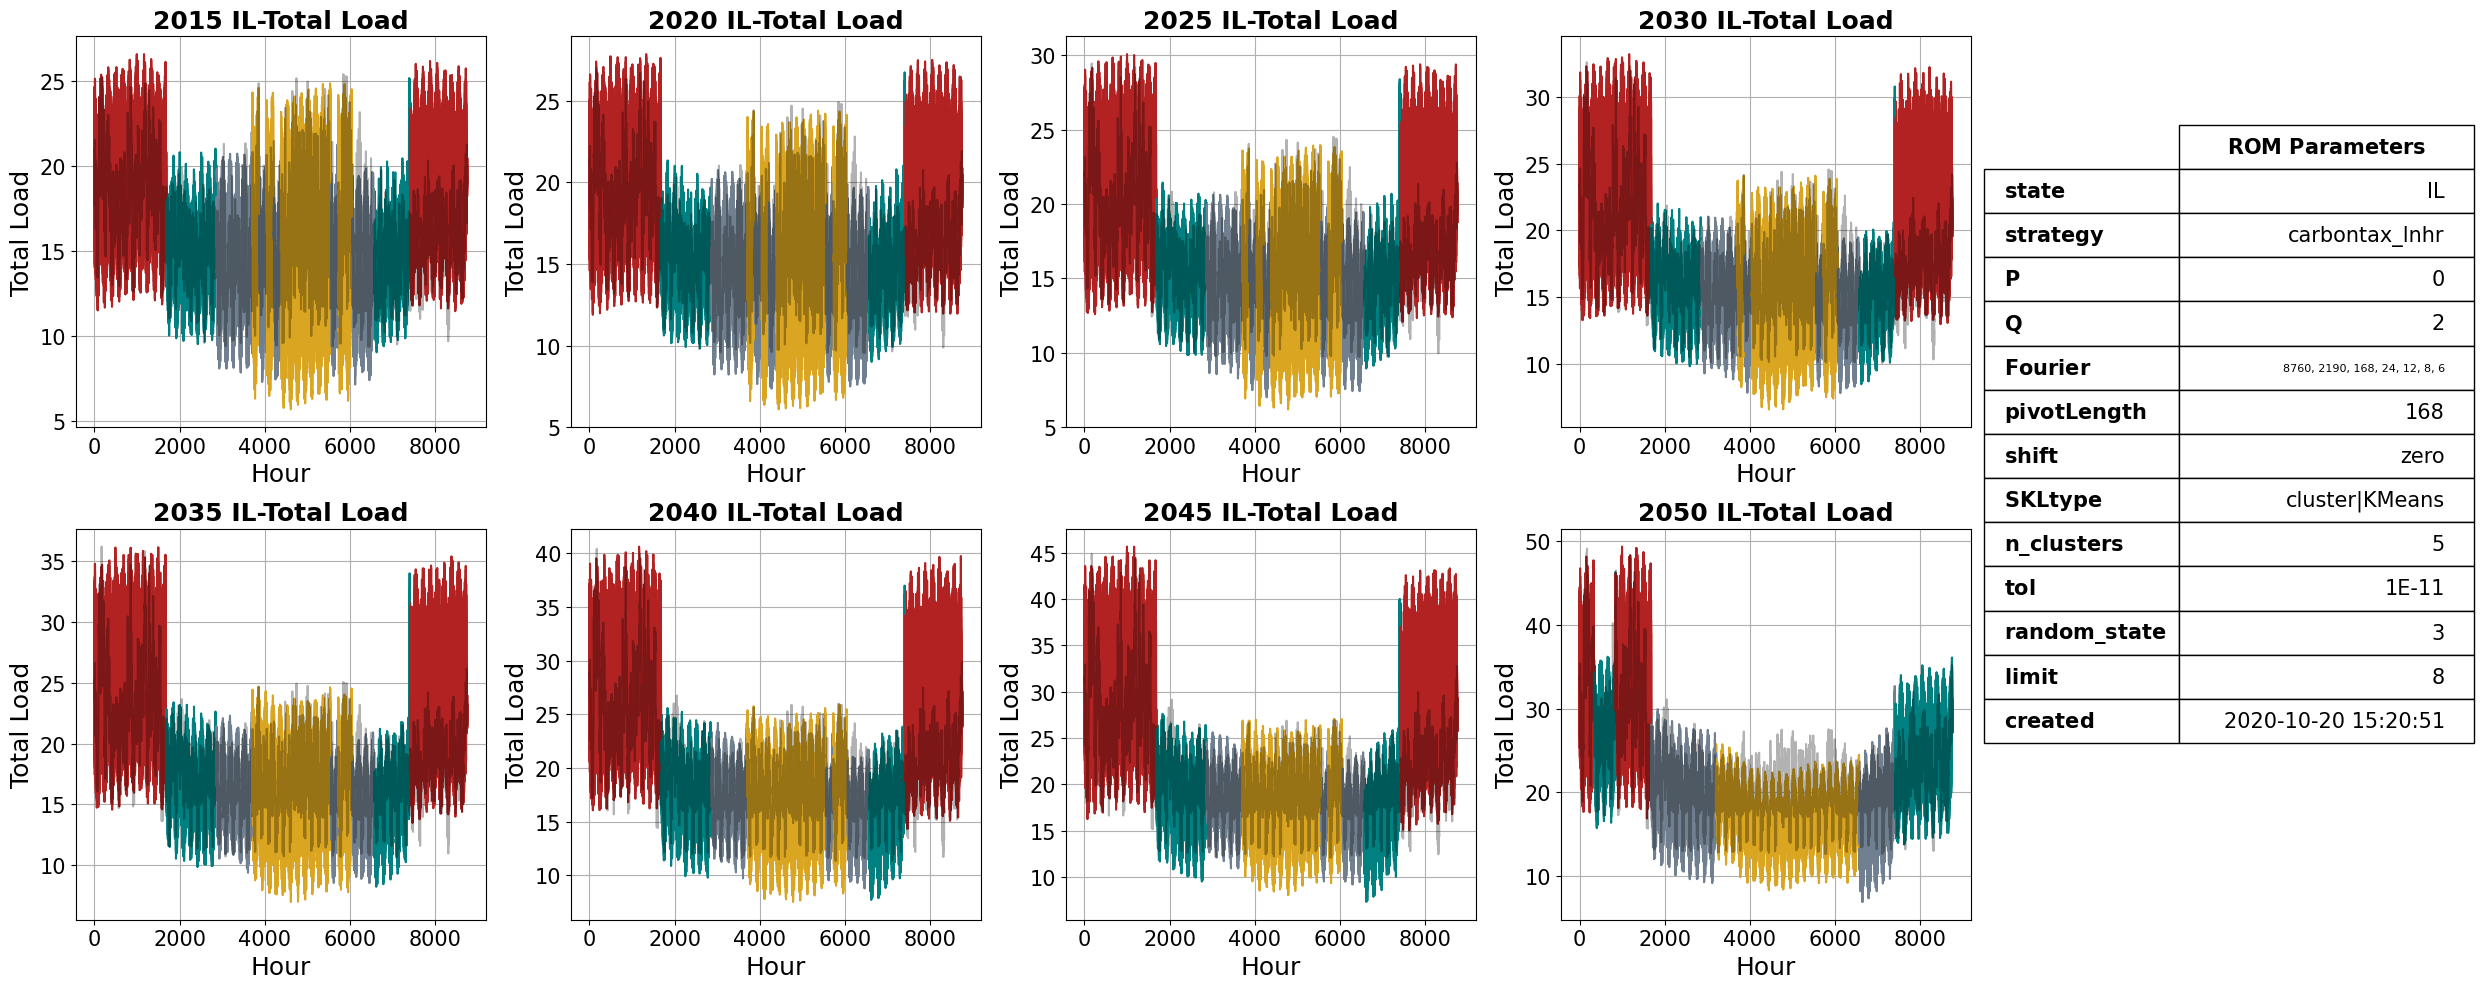 2015 IL-Total Load
Total Load
25
20
15
10
5
0 2000 4000 6000 8000
Hour
2020 IL-Total Load
Total Load
25
20
15
10
5
0 2000 4000 6000 8000
Hour
2025 IL-Total Load
Total Load
30
25
20
15
10
5
0 2000 4000 6000 8000
Hour
2030 IL-Total Load
Total Load
30
25
20
15
10
0 2000 4000 6000 8000
Hour
2035 IL-Total Load
Total Load
35
30
25
20
15
10
0 2000 4000 6000 8000
Hour
2040 IL-Total Load
Total Load
40
35
30
25
20
15
10
0 2000 4000 6000 8000
Hour
2045 IL-Total Load
Total Load
45
40
35
30
25
20
15
10
0 2000 4000 6000 8000
Hour
2050 IL-Total Load
Total Load
50
40
30
20
10
0 2000 4000 6000 8000
Hour
ROM Parameters
state IL
strategy carbontax_lnhr
P 0
Q 2
Fourier 8760, 2190, 168, 24, 12, 8, 6
pivotLength 168
shift zero
SKLtype cluster|KMeans
n_clusters 5
tol 1E-11
random_state 3
limit 8
created 2020-10-20 15:20:51